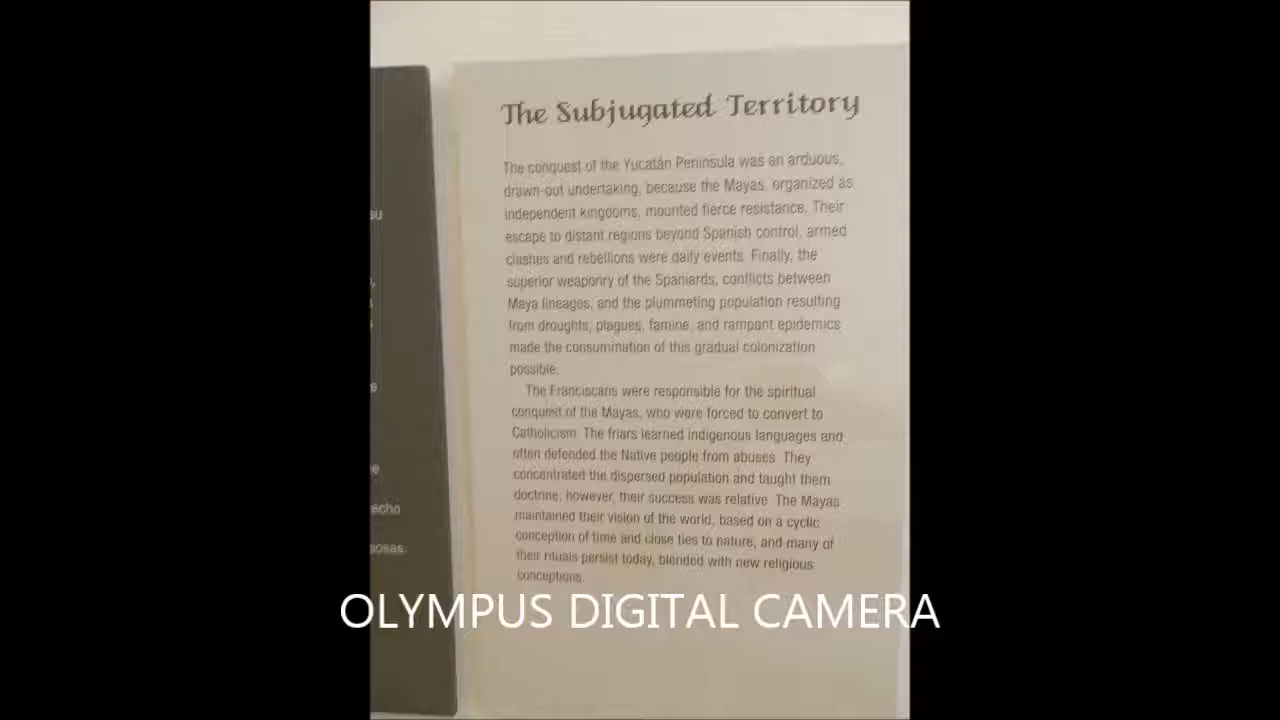 su
e
e
echo
iosas.
The Subjugated Territory
The conquest of the Yucatán Peninsula was an arduous,
drawn-out undertaking, because the Mayas, organized as
independent kingdoms, mounted fierce resistance. Their
escape to distant regions beyond Spanish control, armed
clashes and rebellions were daily events. Finally, the
superior weaponry of the Spaniards, conflicts between
Maya lineages, and the plummeting population resulting
from droughts, plagues, famine, and rampant epidemics
made the consummation of this gradual colonization
possible.
The Franciscans were responsible for the spiritual
conquest of the Mayas, who were forced to convert to
Catholicism. The friars learned indigenous languages and
often defended the Native people from abuses. They
concentrated the dispersed population and taught them
doctrine; however, their success was relative. The Mayas
maintained their vision of the world, based on a cyclic
conception of time and close ties to nature, and many of
their rituals persist today, blended with new religious
conceptions.
OLYMPUS DIGITAL CAMERA